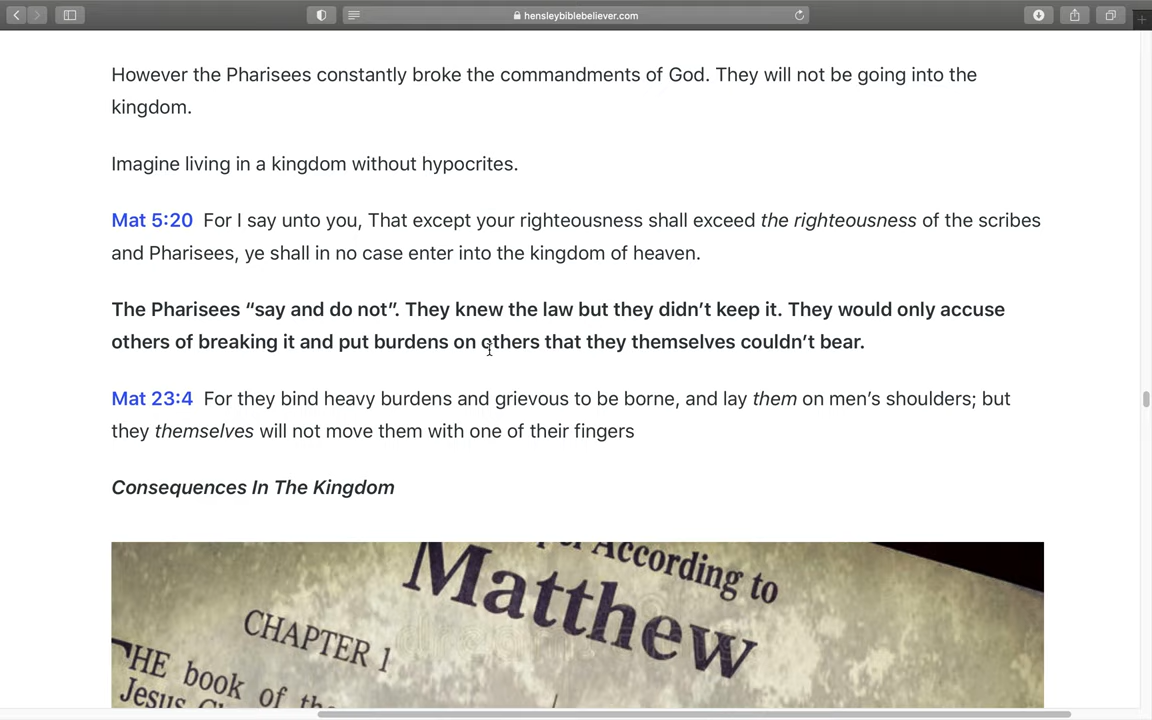 hensleybiblebeliever.com
However the Pharisees constantly broke the commandments of God. They will not be going into the
kingdom.
Imagine living in a kingdom without hypocrites.
Mat 5:20 For I say unto you, That except your righteousness shall exceed the righteousness of the scribes
and Pharisees, ye shall in no case enter into the kingdom of heaven.
The Pharisees “say and do not”. They knew the law but they didn’t keep it. They would only accuse
others of breaking it and put burdens on others that they themselves couldn’t bear.
Mat 23:4 For they bind heavy burdens and grievous to be borne, and lay them on men’s shoulders; but
they themselves will not move them with one of their fingers
Consequences In The Kingdom
According to
Matthew
CHAPTER 1
HE book of the
Jesus